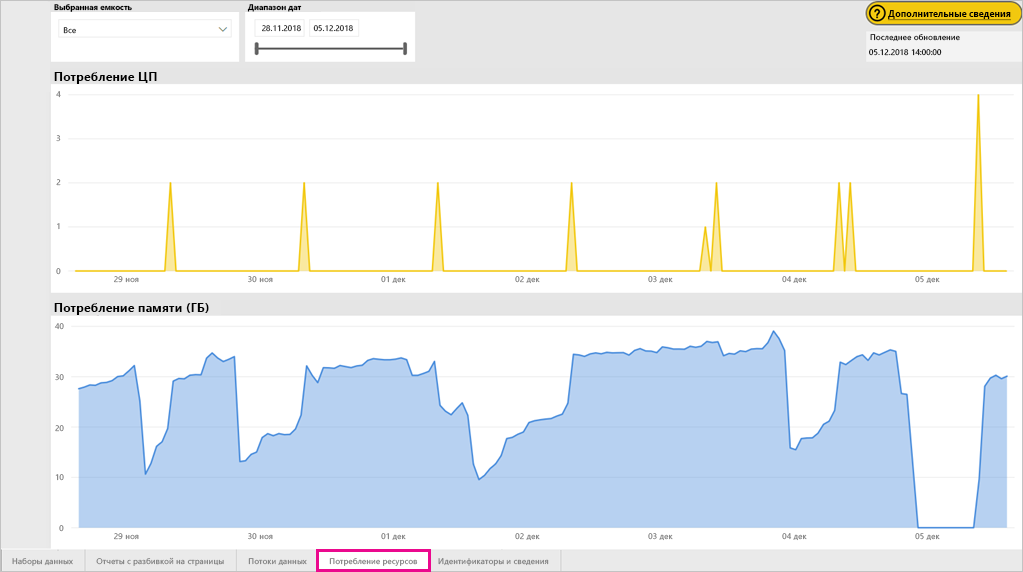 Выбранная емкость
Диапазон дат
Все
28.11.2018
05.12.2018
? Дополнительные сведения
Последнее обновление
05.12.2018 14:00:00
Потребление ЦП
4
3
2
1
0
29 ноя
30 ноя
01 дек
02 дек
03 дек
04 дек
05 дек
Потребление памяти (ГБ)
40
30
20
10
0
29 ноя
30 ноя
01 дек
02 дек
03 дек
04 дек
05 дек
Наборы данных
Отчеты с разбивкой на страницы
Потоки данных
Потребление ресурсов
Идентификаторы и сведения